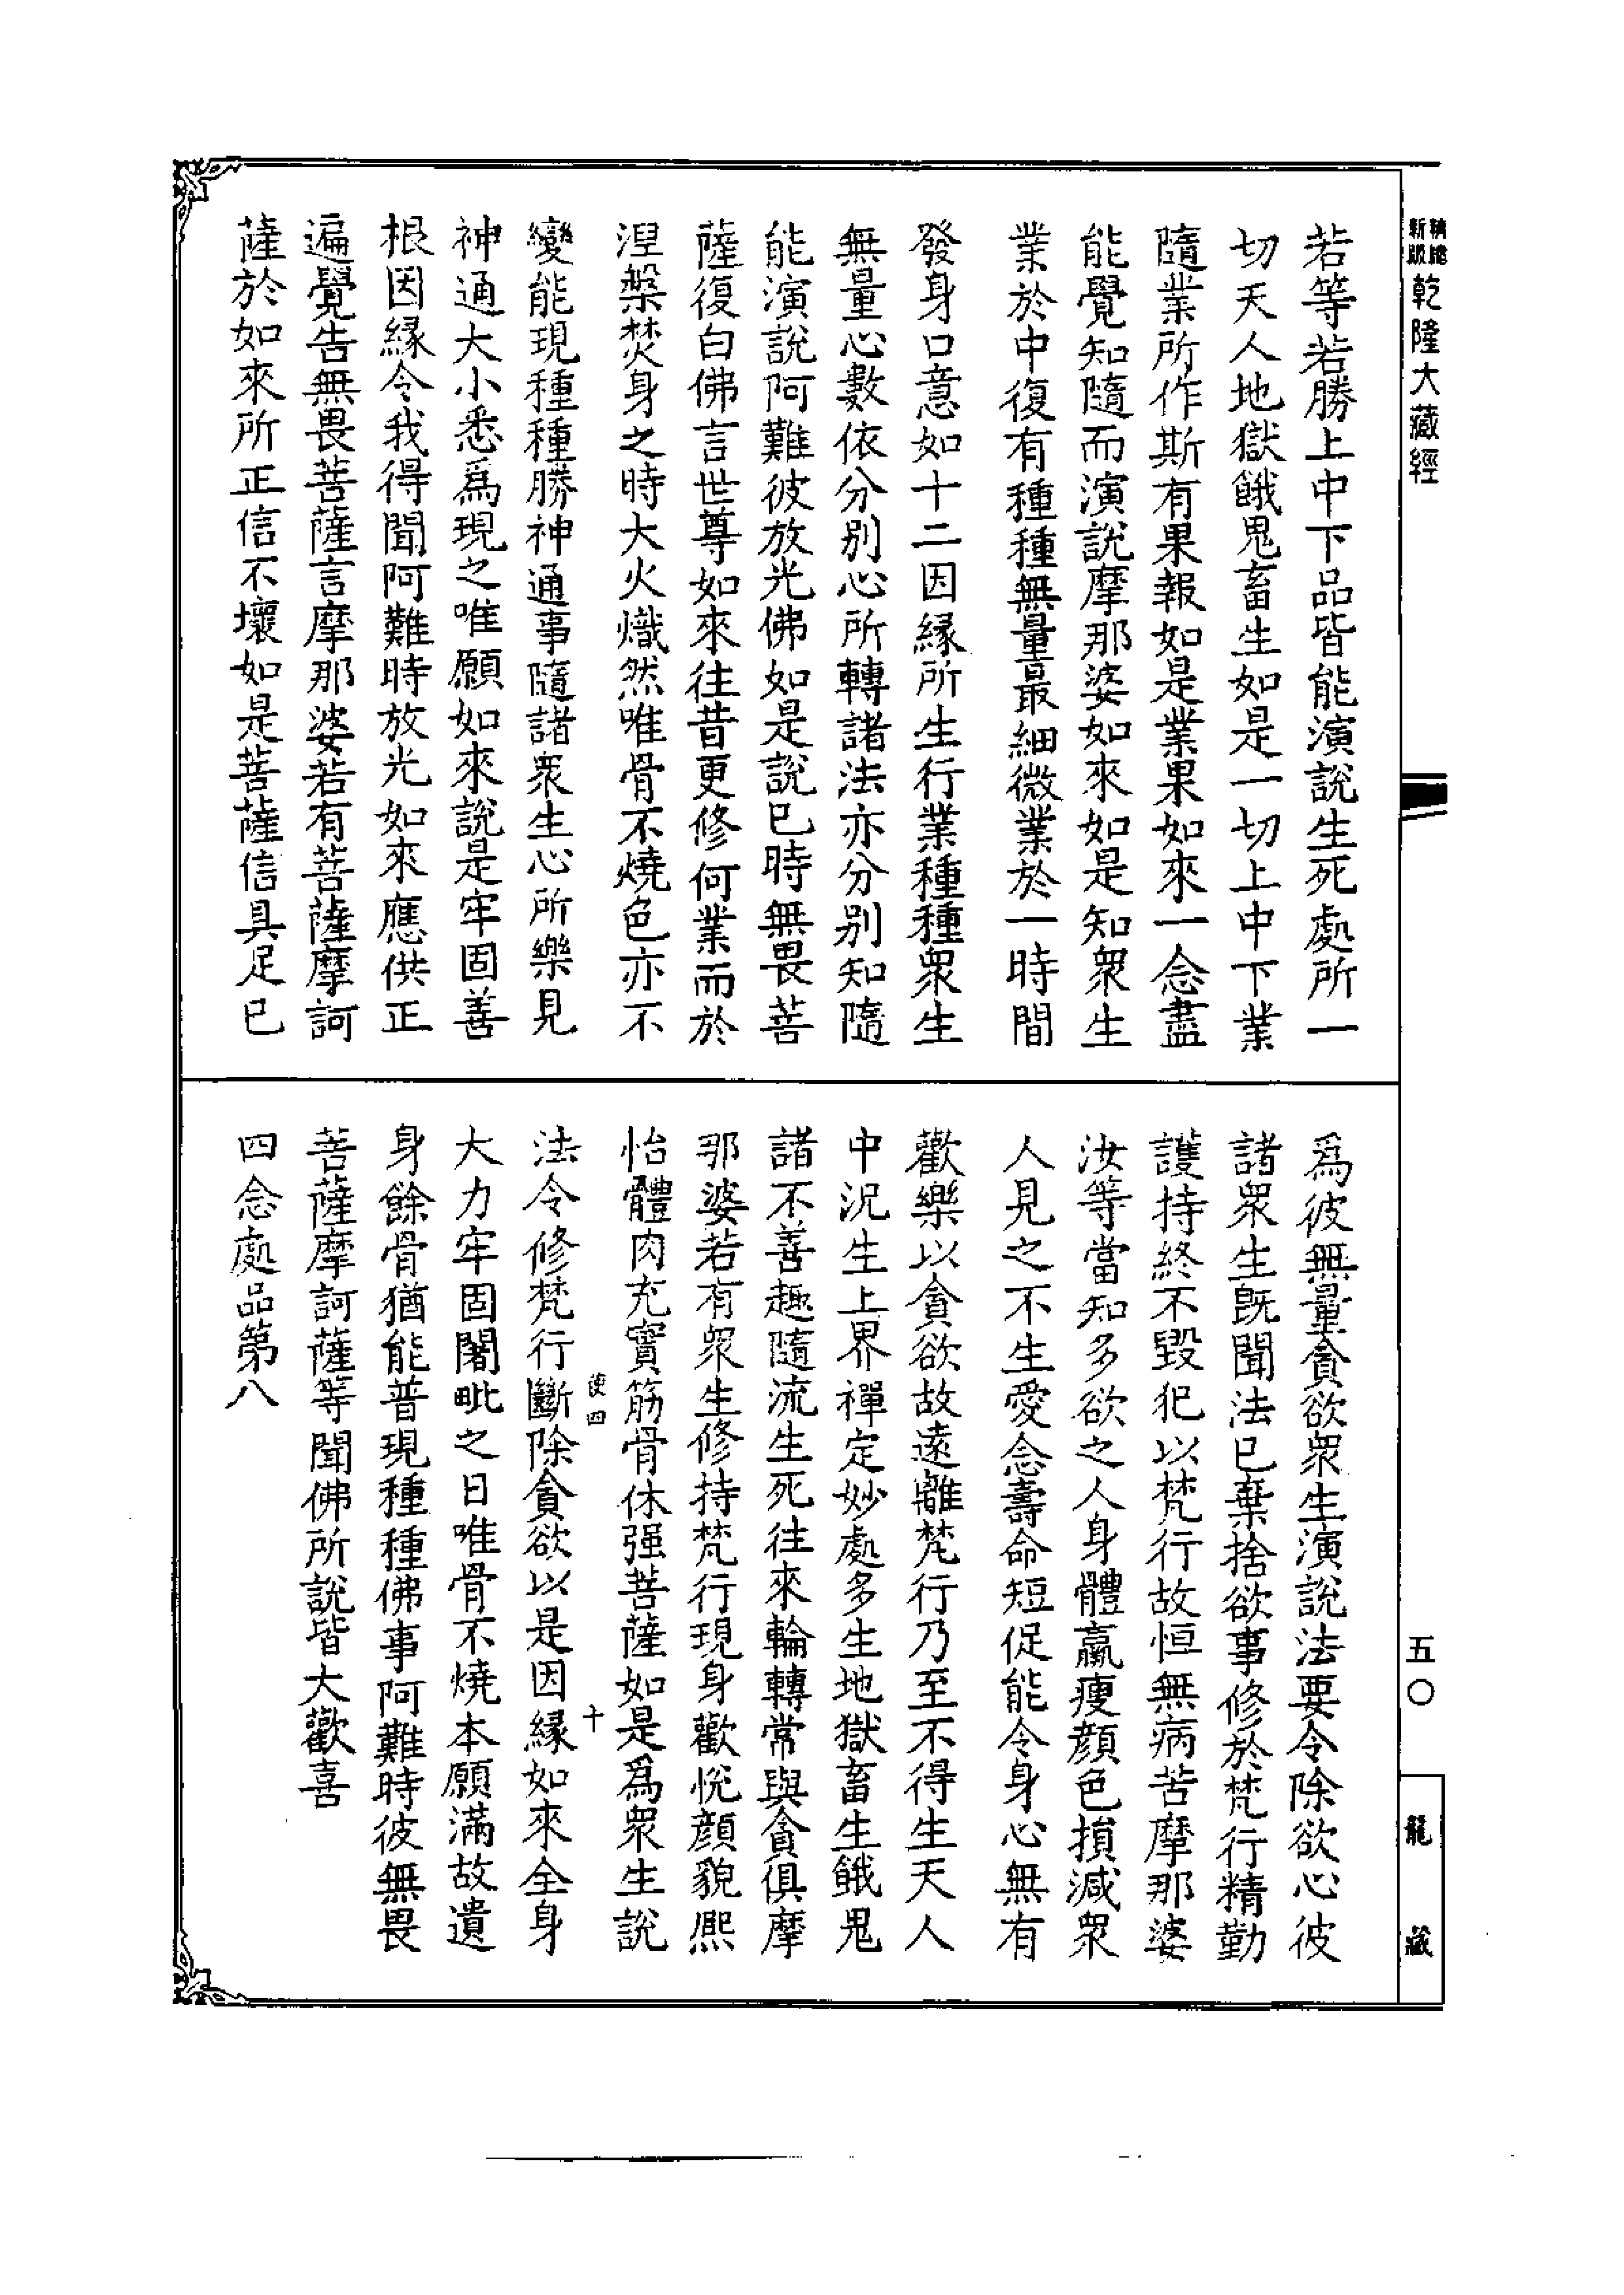 新版 精縮 乾隆大藏經
若等若勝上中下品皆能演說生死處所一
切天人地獄餓鬼畜生如是一切上中下業
隨業所作斯有果報如是業果如來一念盡
能覺知隨而演說摩那婆如來如是知衆生
業於中復有種種無量最細微業於一時間
發身口意如十二因縁所生行業種種衆生
無量心數依分别心所轉諸法亦分别知隨
能演說阿難彼放光佛如是說已時無畏菩
薩復白佛言世尊如來往昔更修何業而於
涅槃焚身之時大火熾然唯骨不燒色亦不
變能現種種勝神通事隨諸衆生心所樂見
神通大小悉爲現之唯願如來說是牢固善
根因縁令我得聞阿難時放光如來應供正
遍覺告無畏菩薩言摩那婆若有菩薩摩訶
薩於如來所正信不壞如是菩薩信具足已
爲彼無量貪欲衆生演說法要令除欲心彼
諸衆生旣聞法已棄捨欲事修於梵行精勤
護持終不毀犯以梵行故恒無病苦摩那婆
汝等當知多欲之人身體羸瘦顔色損減衆
人見之不生愛念壽命短促能令身心無有
歡樂以貪欲故遠離梵行乃至不得生天人
中況生上界禪定妙處多生地獄畜生餓鬼
諸不善趣隨流生死往來輪轉常與貪俱摩
那婆若有衆生修持梵行現身歡悅顔貌熈
怡體肉充實筋骨休强菩薩如是爲衆生說
使四 十
法令修梵行斷除貪欲以是因縁如來全身
大力牢固闍毗之日唯骨不燒本願滿故遺
身餘骨猶能普現種種佛事阿難時彼無畏
菩薩摩訶薩等聞佛所說皆大歡喜
四念處品第八
五〇
龍藏